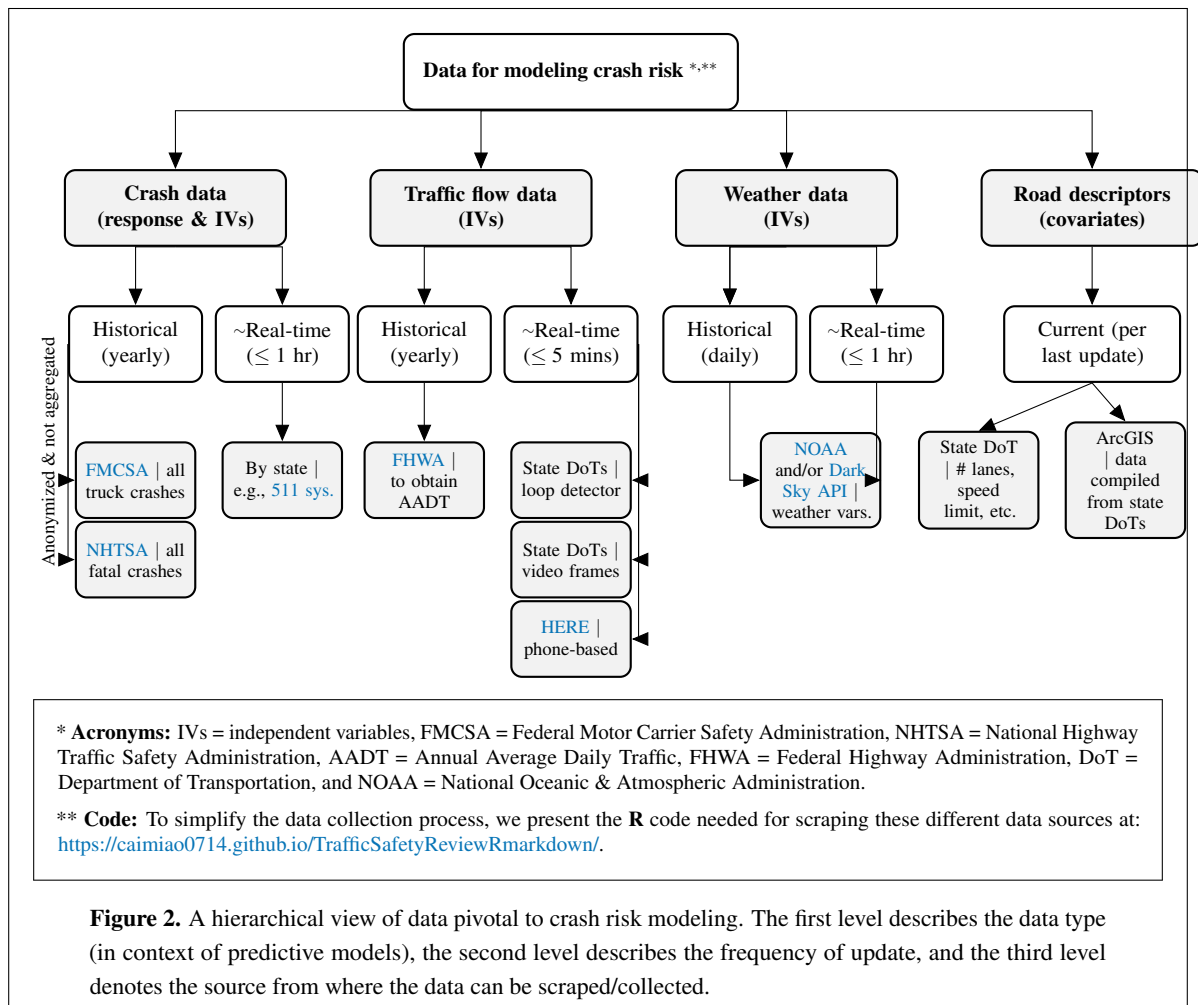 Data for modeling crash risk *,**
Crash data
(response & IVs)
Traffic flow data
(IVs)
Weather data
(IVs)
Road descriptors
(covariates)
Historical
(yearly)
~Real-time
(≤ 1 hr)
Historical
(yearly)
~Real-time
(≤ 5 mins)
Historical
(daily)
~Real-time
(≤ 1 hr)
Current (per
last update)
Anonymized & not aggregated
FMCSA | all
truck crashes
NHTSA | all
fatal crashes
By state |
e.g., 511 sys.
FHWA |
to obtain
AADT
State DoTs |
loop detector
State DoTs |
video frames
HERE |
phone-based
NOAA
and/or Dark
Sky API |
weather vars.
State DoT
| # lanes,
speed
limit, etc.
ArcGIS
| data
compiled
from state
DoTs
* Acronyms: IVs = independent variables, FMCSA = Federal Motor Carrier Safety Administration, NHTSA = National Highway
Traffic Safety Administration, AADT = Annual Average Daily Traffic, FHWA = Federal Highway Administration, DoT =
Department of Transportation, and NOAA = National Oceanic & Atmospheric Administration.
** Code: To simplify the data collection process, we present the R code needed for scraping these different data sources at:
https://caimiao0714.github.io/TrafficSafetyReviewRmarkdown/.
Figure 2. A hierarchical view of data pivotal to crash risk modeling. The first level describes the data type
(in context of predictive models), the second level describes the frequency of update, and the third level
denotes the source from where the data can be scraped/collected.